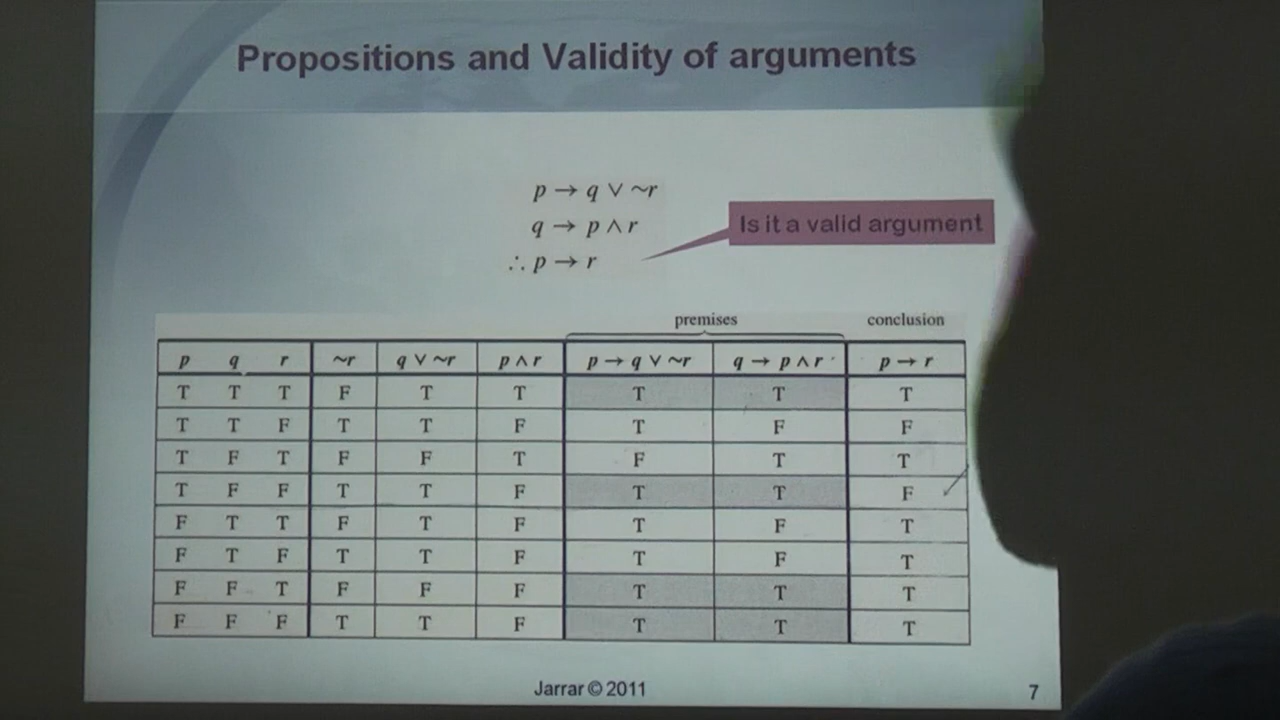 Propositions and Validity of arguments
p → q ∨ ~r
q → p ∧ r
∴ p → r
Is it a valid argument
premises conclusion
p q r ~r q ∨ ~r p ∧ r p → q ∨ ~r q → p ∧ r p → r
T T T F T T T T T
T T F T T F T F F
T F T F F T F T T
T F F T T F T T F
F T T F T F T F T
F T F T T F T F T
F F T F F F T T T
F F F T T F T T T
Jarrar © 2011
7